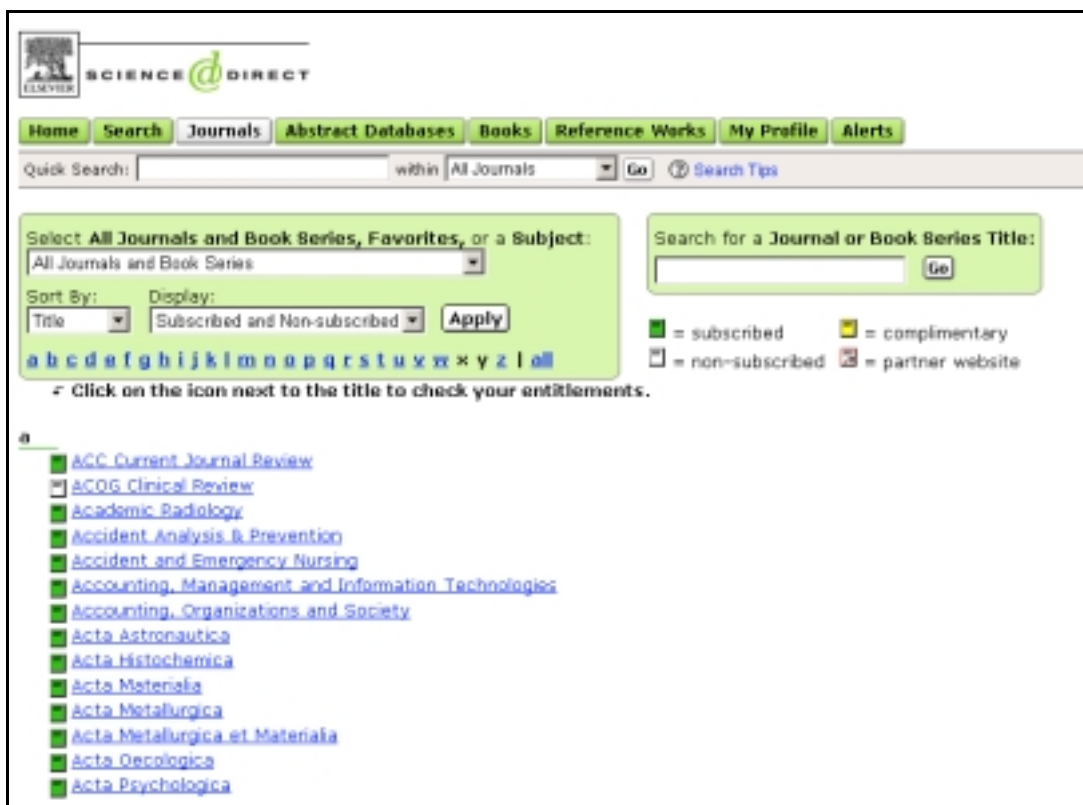 ELSEVIER
SCIENCE @ DIRECT
Home Search Journals Abstract Databases Books Reference Works My Profile Alerts
Quick Search: within All Journals Go ? Search Tips
Select All Journals and Book Series, Favorites, or a Subject:
All Journals and Book Series
Sort By: Display:
Title Subscribed and Non-subscribed Apply
a b c d e f g h i j k l m n o p q r s t u v w x y z | all
Search for a Journal or Book Series Title:
Go
= subscribed = complimentary
= non-subscribed = partner website
Click on the icon next to the title to check your entitlements.
a
ACC Current Journal Review
ACOG Clinical Review
Academic Radiology
Accident Analysis & Prevention
Accident and Emergency Nursing
Accounting, Management and Information Technologies
Accounting, Organizations and Society
Acta Astronautica
Acta Histochemica
Acta Materialia
Acta Metallurgica
Acta Metallurgica et Materialia
Acta Oecologica
Acta Psychologica